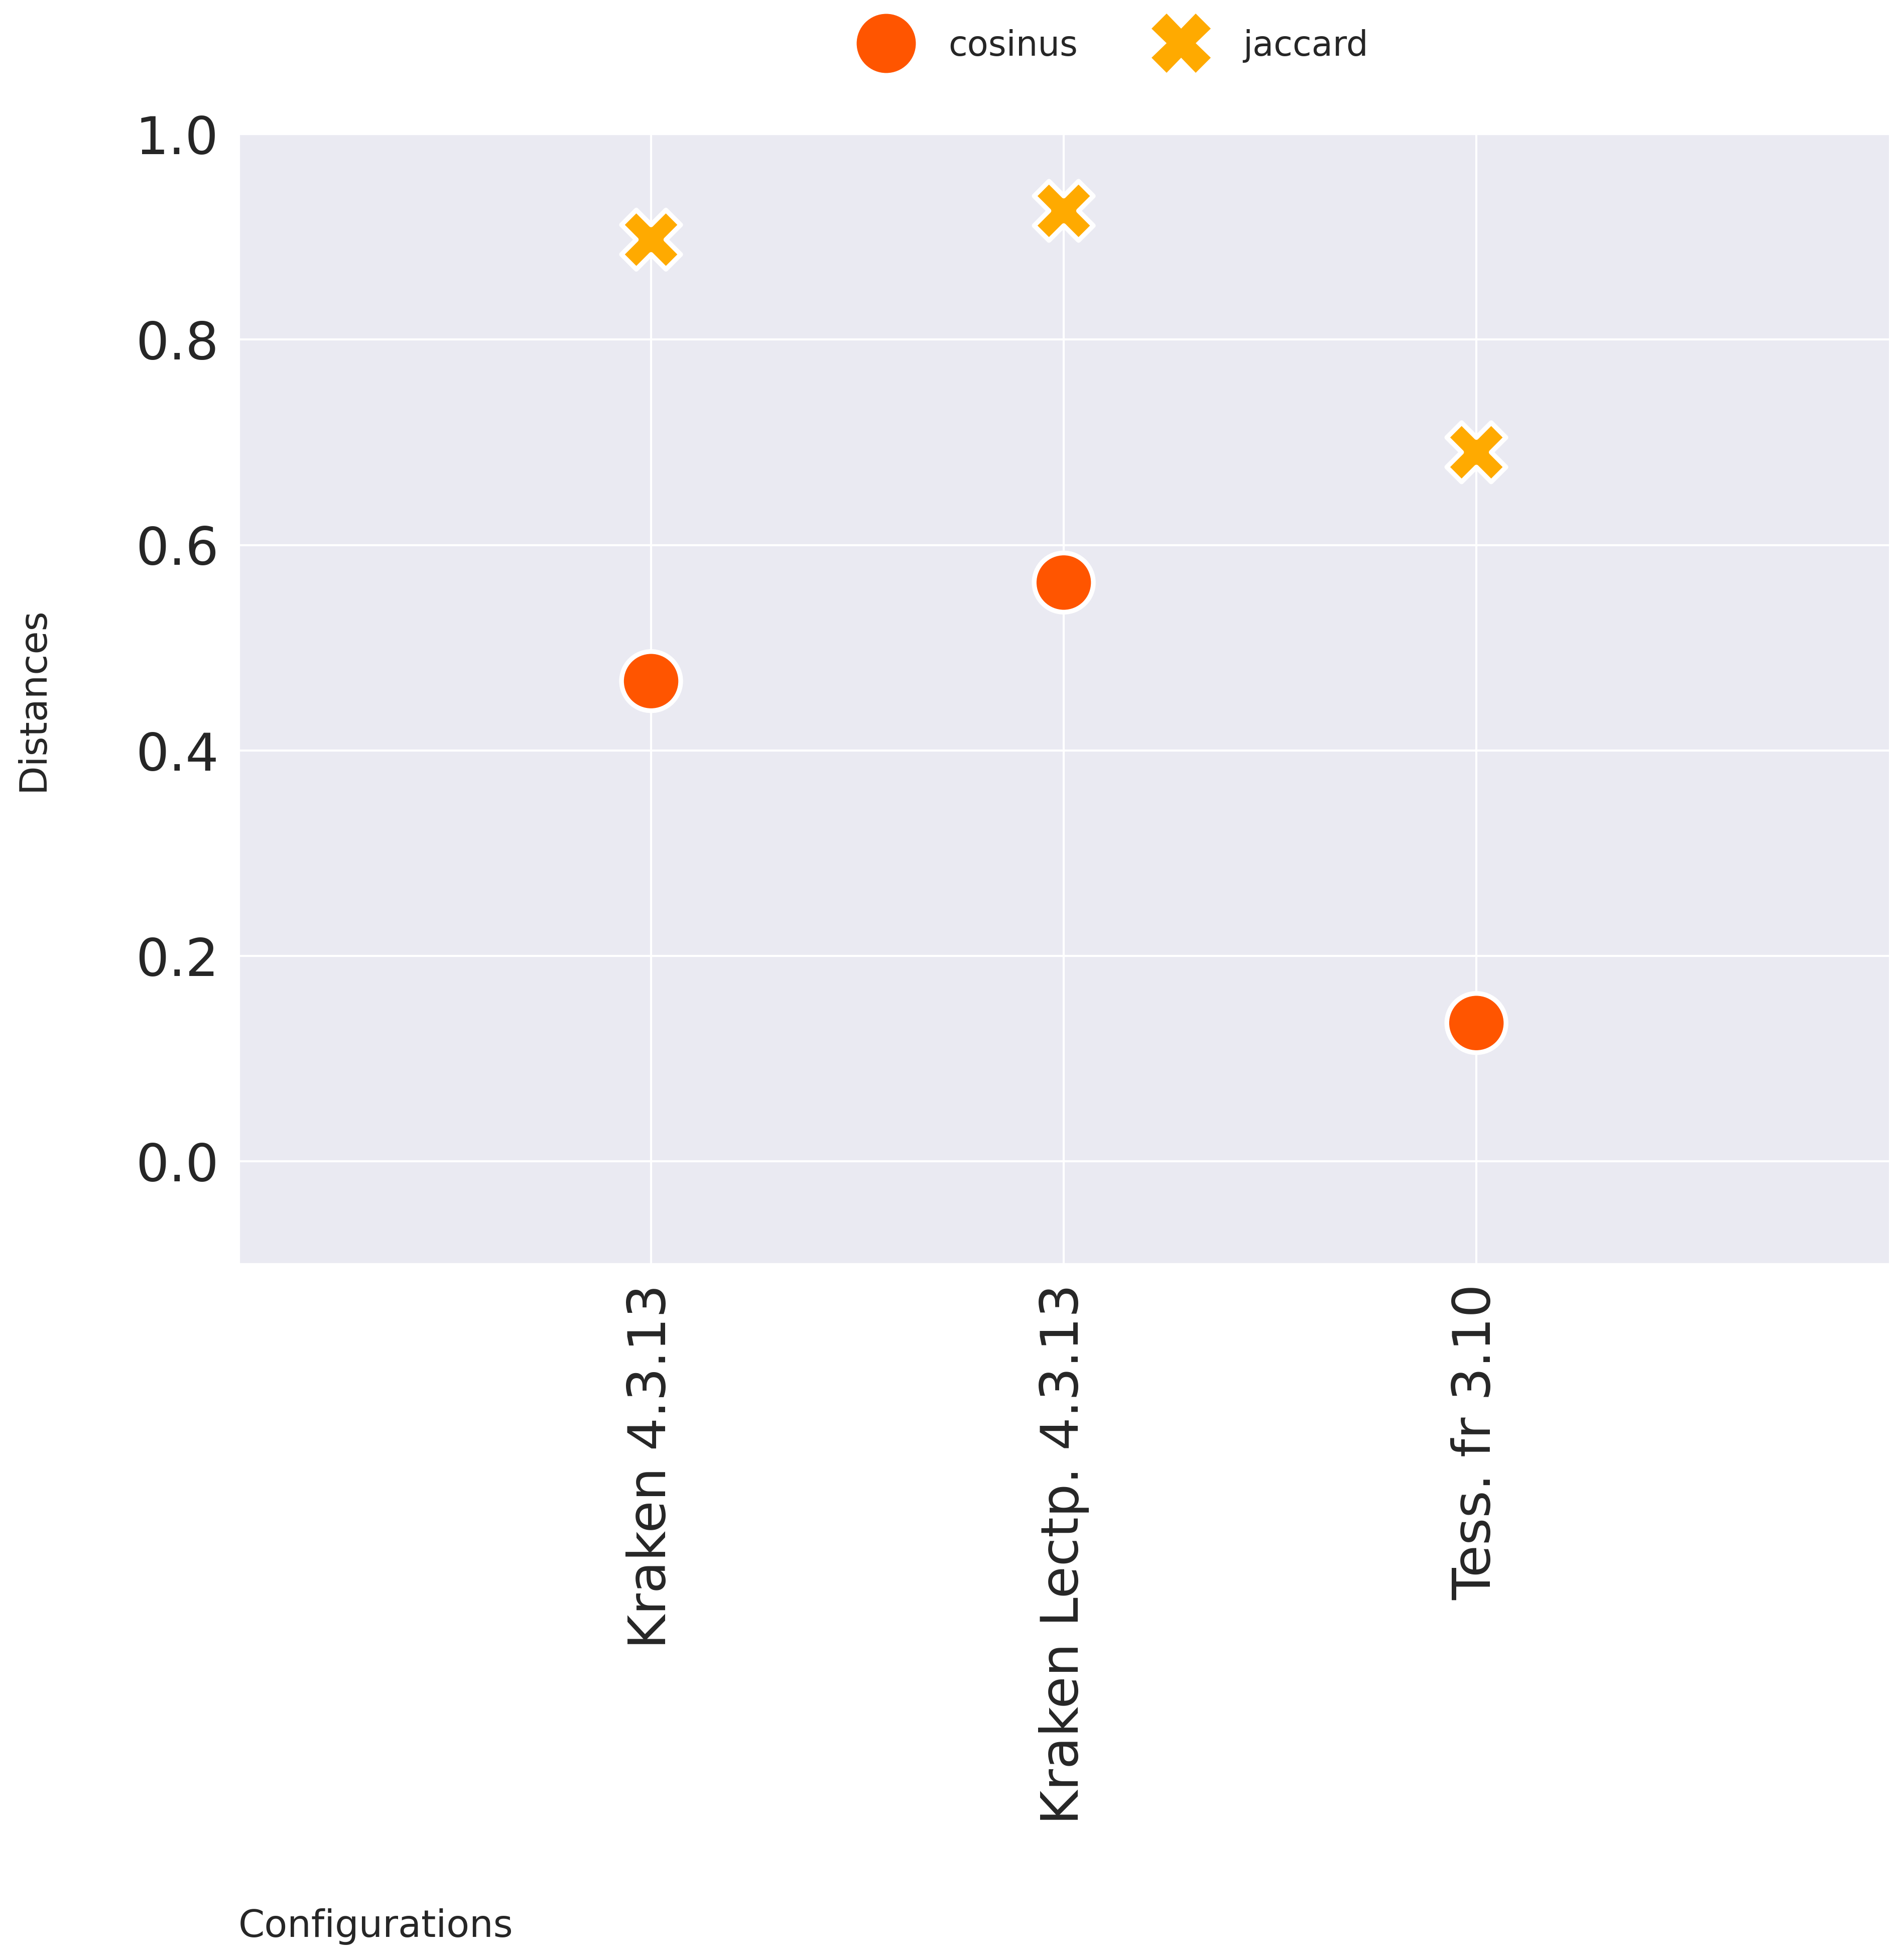 cosinus jaccard
1.0
0.8
0.6
0.4
0.2
0.0
Distances
Kraken 4.3.13
Kraken Lectp. 4.3.13
Tess. fr 3.10
Configurations